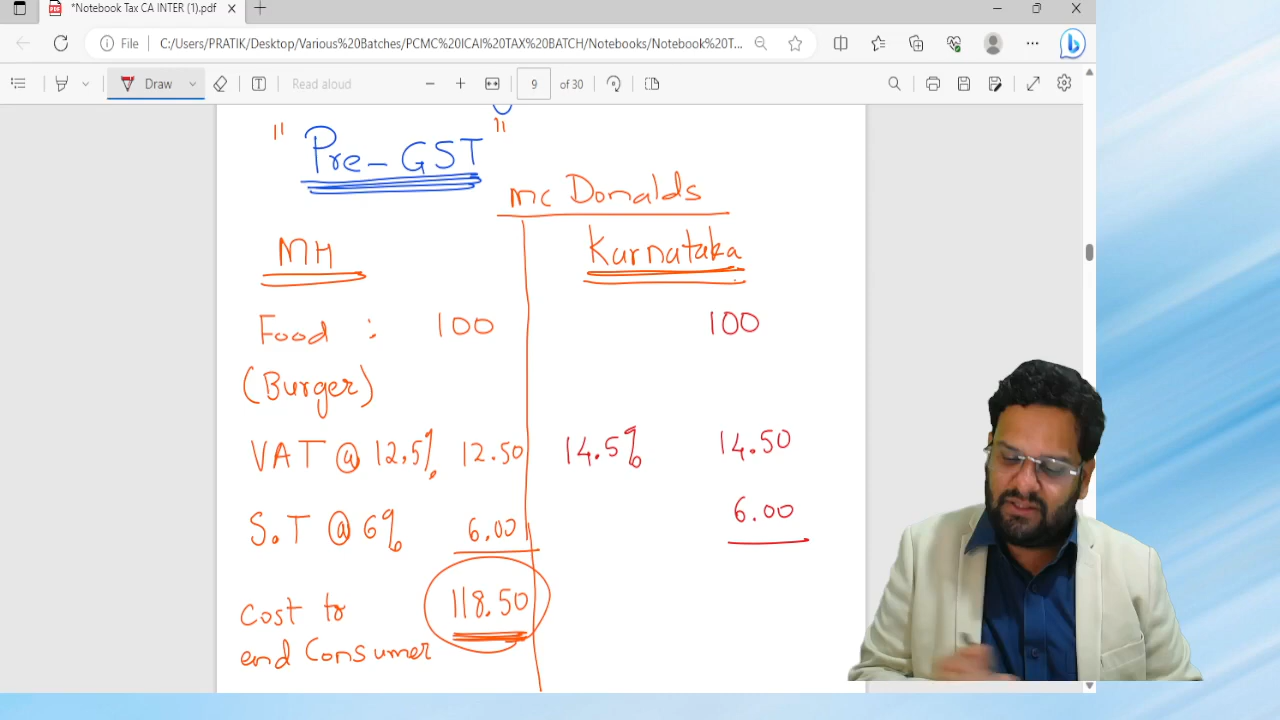 *Notebook Tax CA INTER (1).pdf
File C:/Users/PRATIK/Desktop/Various%20Batches/PCMC%20ICAI%20TAX%20BATCH/Notebooks/Notebook%20T...
Draw Read aloud 9 of 30
" Pre-GST "
mc Donalds
MH Karnataka
Food : 100 100
(Burger)
VAT @ 12.5% 12.50 14.5% 14.50
S.T @ 6% 6.00 6.00
Cost to 118.50
end Consumer